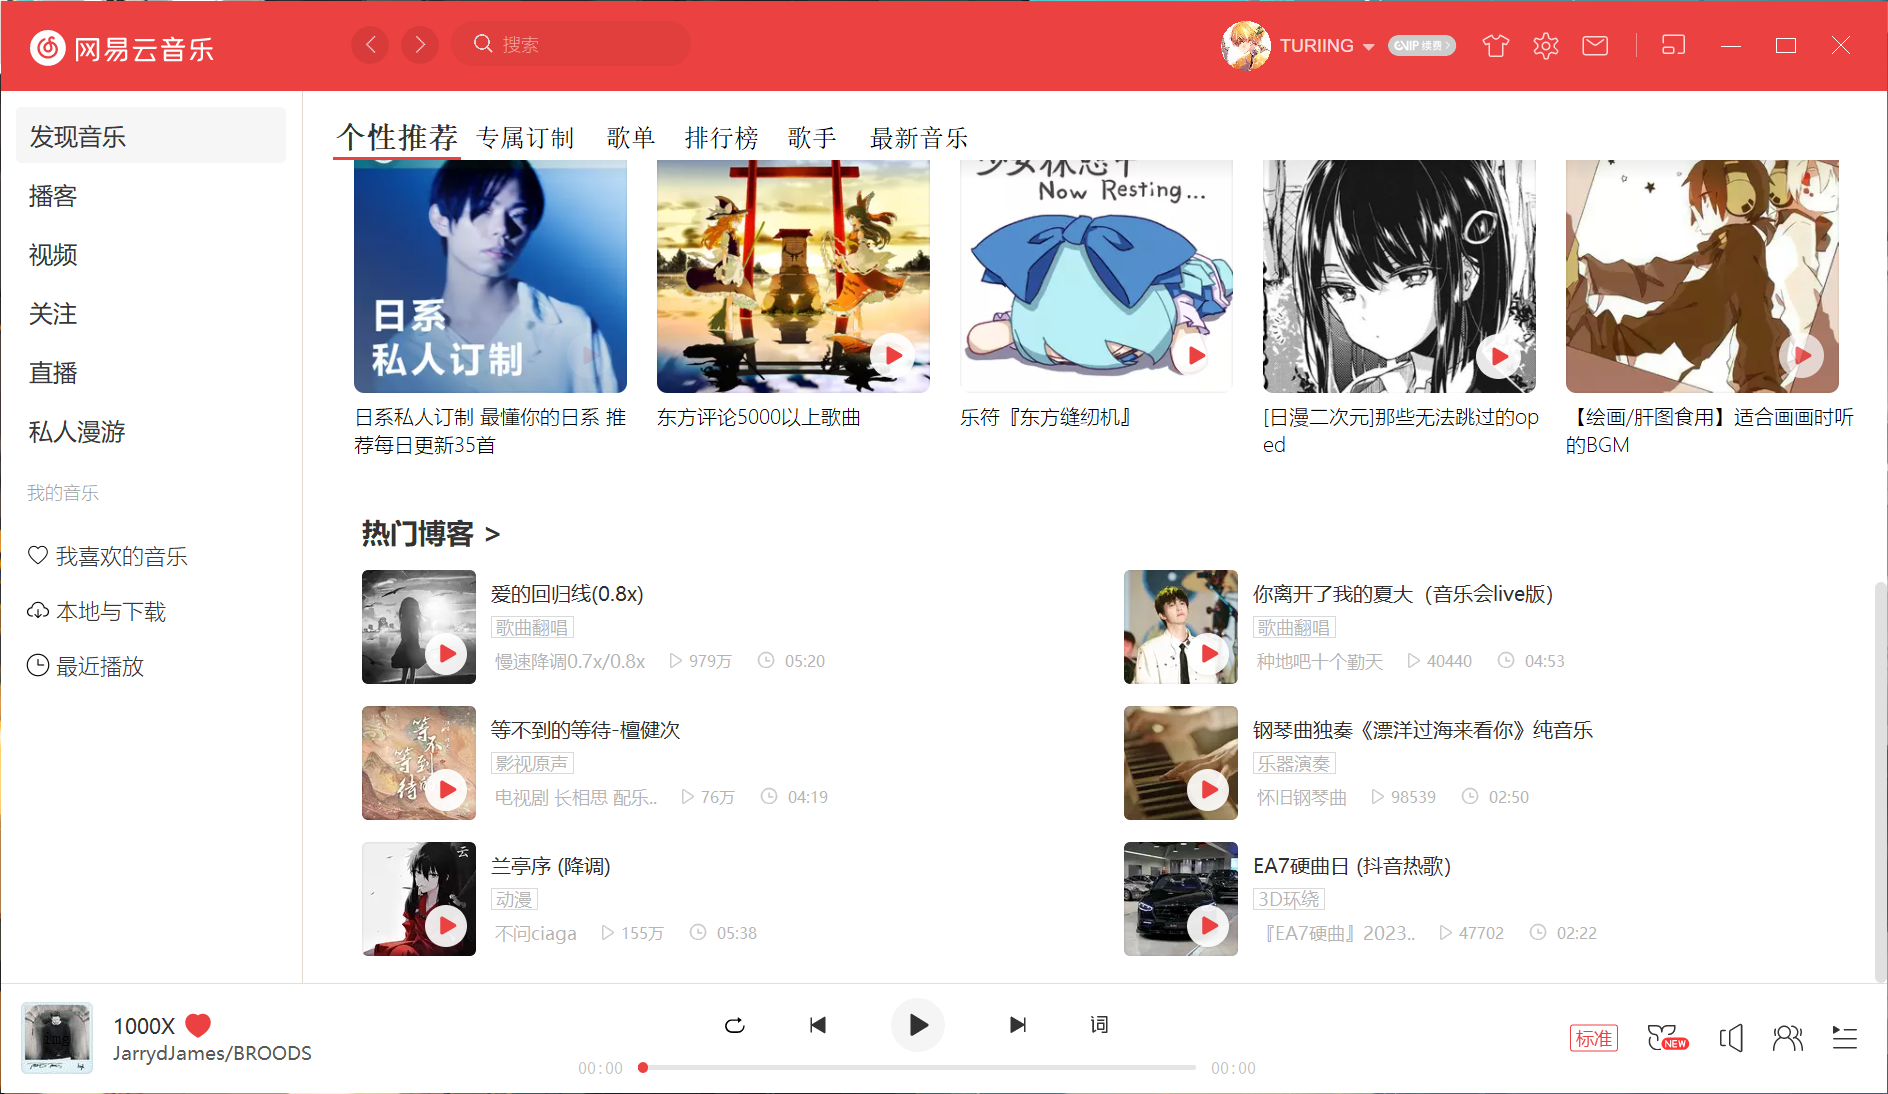 网易云音乐
搜索
TURIING
VIP 续费
发现音乐
播客
视频
关注
直播
私人漫游
我的音乐
我喜欢的音乐
本地与下载
最近播放
个性推荐 专属订制 歌单 排行榜 歌手 最新音乐
日系
私人订制
Now Resting...
日系私人订制 最懂你的日系 推
荐每日更新35首
东方评论5000以上歌曲
乐符『东方缝纫机』
[日漫二次元]那些无法跳过的op
ed
【绘画/肝图食用】适合画画时听
的BGM
热门博客 >
爱的回归线(0.8x)
歌曲翻唱
慢速降调0.7x/0.8x 979万 05:20
你离开了我的夏大（音乐会live版）
歌曲翻唱
种地吧十个勤天 40440 04:53
等不到的等待
等不到的等待-檀健次
影视原声
电视剧 长相思 配乐.. 76万 04:19
钢琴曲独奏《漂洋过海来看你》纯音乐
乐器演奏
怀旧钢琴曲 98539 02:50
云
兰亭序 (降调)
动漫
不问ciaga 155万 05:38
EA7硬曲日 (抖音热歌)
3D环绕
『EA7硬曲』2023.. 47702 02:22
img
1000X
JarrydJames/BROODS
词
00:00 00:00
标准
NEW